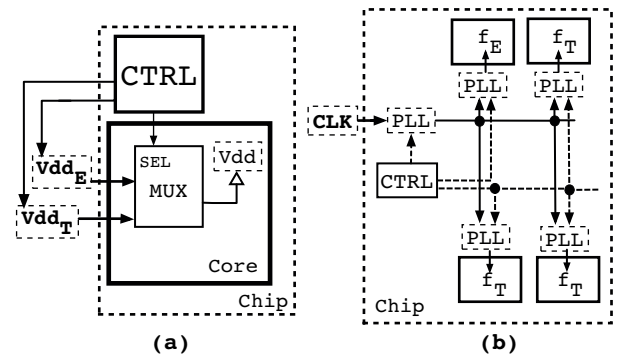 CTRL
Vdd_E
Vdd_T
SEL
MUX
Vdd
Core
Chip
(a)
f_E
f_T
PLL
PLL
CLK
PLL
CTRL
PLL
PLL
f_T
f_T
Chip
(b)